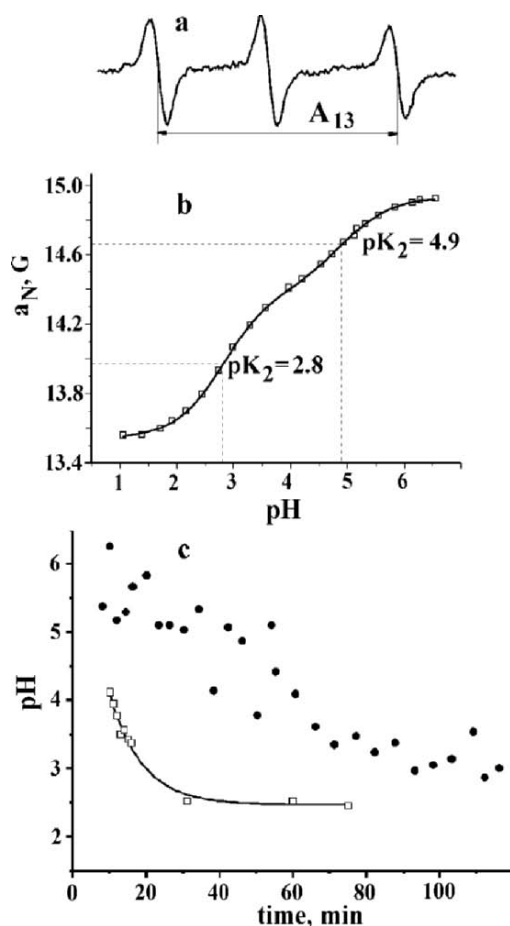 a
A13
b
15.0
14.6
14.2
13.8
13.4
aN, G
pK2= 4.9
pK2= 2.8
1 2 3 4 5 6
pH
c
6
5
4
3
2
pH
0 20 40 60 80 100
time, min